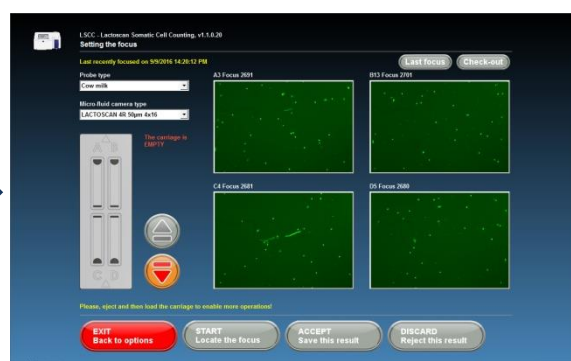 LSCC - Lactoscan Somatic Cell Counting, v1.1.0.20
Setting the focus
Last recently focused on 9/9/2016 14:20:12 PM
Last focus
Check-out
Probe type
Cow milk
Micro fluid camera type
LACTOSCAN 4R 50µm 4x16
The carriage is
EMPTY
A B
C D
A3 Focus 2691
B13 Focus 2701
C4 Focus 2681
D5 Focus 2680
Please, eject and then load the carriage to enable more operations!
EXIT
Back to options
START
Locate the focus
ACCEPT
Save this result
DISCARD
Reject this result